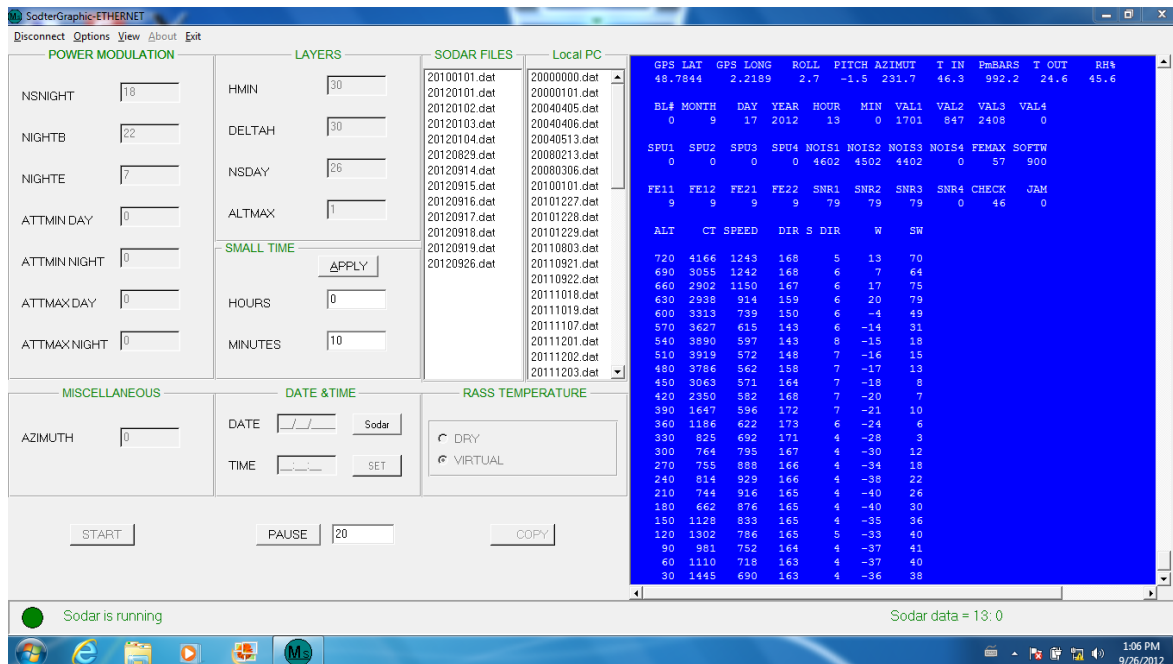 SodterGraphic-ETHERNET
Disconnect Options View About Exit
POWER MODULATION
NSNIGHT 18
NIGHTB 22
NIGHTE 7
ATTMIN DAY 0
ATTMIN NIGHT 0
ATTMAX DAY 0
ATTMAX NIGHT 0
LAYERS
HMIN 30
DELTAH 30
NSDAY 26
ALTMAX 1
SMALL TIME
APPLY
HOURS 0
MINUTES 10
SODAR FILES
20100101.dat
20120101.dat
20120102.dat
20120103.dat
20120104.dat
20120829.dat
20120914.dat
20120915.dat
20120916.dat
20120917.dat
20120918.dat
20120919.dat
20120926.dat
Local PC
20000000.dat
20000101.dat
20040405.dat
20040406.dat
20040513.dat
20080213.dat
20080306.dat
20100101.dat
20101227.dat
20101228.dat
20101229.dat
20110803.dat
20110921.dat
20110922.dat
20111018.dat
20111019.dat
20111107.dat
20111201.dat
20111202.dat
20111203.dat
MISCELLANEOUS
AZIMUTH 0
DATE &TIME
DATE __/__/__ Sodar
TIME __:__:__ SET
RASS TEMPERATURE
DRY
VIRTUAL
START
PAUSE 20
COPY
GPS LAT GPS LONG ROLL PITCH AZIMUT T IN PmBARS T OUT RH%
48.7844 2.2189 2.7 -1.5 231.7 46.3 992.2 24.6 45.6
BL# MONTH DAY YEAR HOUR MIN VAL1 VAL2 VAL3 VAL4
0 9 17 2012 13 0 1701 847 2408 0
SPU1 SPU2 SPU3 SPU4 NOIS1 NOIS2 NOIS3 NOIS4 FEMAX SOFTW
0 0 0 0 4602 4502 4402 0 57 900
FE11 FE12 FE21 FE22 SNR1 SNR2 SNR3 SNR4 CHECK JAM
9 9 9 9 79 79 79 0 46 0
ALT CT SPEED DIR S DIR W SW
720 4166 1243 168 5 13 70
690 3055 1242 168 6 7 64
660 2902 1150 167 6 17 75
630 2938 914 159 6 20 79
600 3313 739 150 6 -4 49
570 3627 615 143 6 -14 31
540 3890 597 143 8 -15 18
510 3919 572 148 7 -16 15
480 3786 562 158 7 -17 13
450 3063 571 164 7 -18 8
420 2350 582 168 7 -20 7
390 1647 596 172 7 -21 10
360 1186 622 173 6 -24 6
330 825 692 171 4 -28 3
300 764 795 167 4 -30 12
270 755 888 166 4 -34 18
240 814 929 166 4 -38 22
210 744 916 165 4 -40 26
180 662 876 165 4 -40 30
150 1128 833 165 4 -35 36
120 1302 786 165 5 -33 40
90 981 752 164 4 -37 41
60 1110 718 163 4 -37 40
30 1445 690 163 4 -36 38
Sodar is running
Sodar data = 13: 0
Ms
1:06 PM
9/26/2012